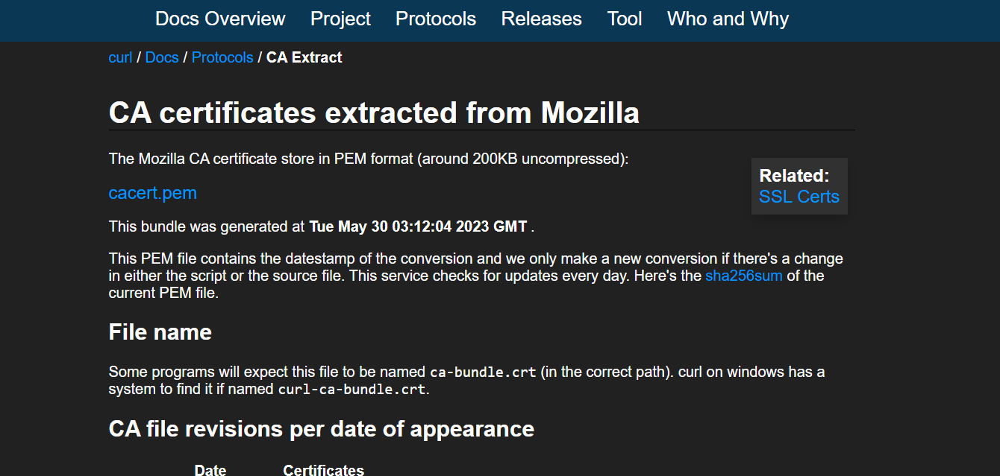 Docs Overview Project Protocols Releases Tool Who and Why
curl / Docs / Protocols / CA Extract
CA certificates extracted from Mozilla
The Mozilla CA certificate store in PEM format (around 200KB uncompressed):
Related:
SSL Certs
cacert.pem
This bundle was generated at Tue May 30 03:12:04 2023 GMT .
This PEM file contains the datestamp of the conversion and we only make a new conversion if there's a change
in either the script or the source file. This service checks for updates every day. Here's the sha256sum of the
current PEM file.
File name
Some programs will expect this file to be named ca-bundle.crt (in the correct path). curl on windows has a
system to find it if named curl-ca-bundle.crt.
CA file revisions per date of appearance
Date Certificates